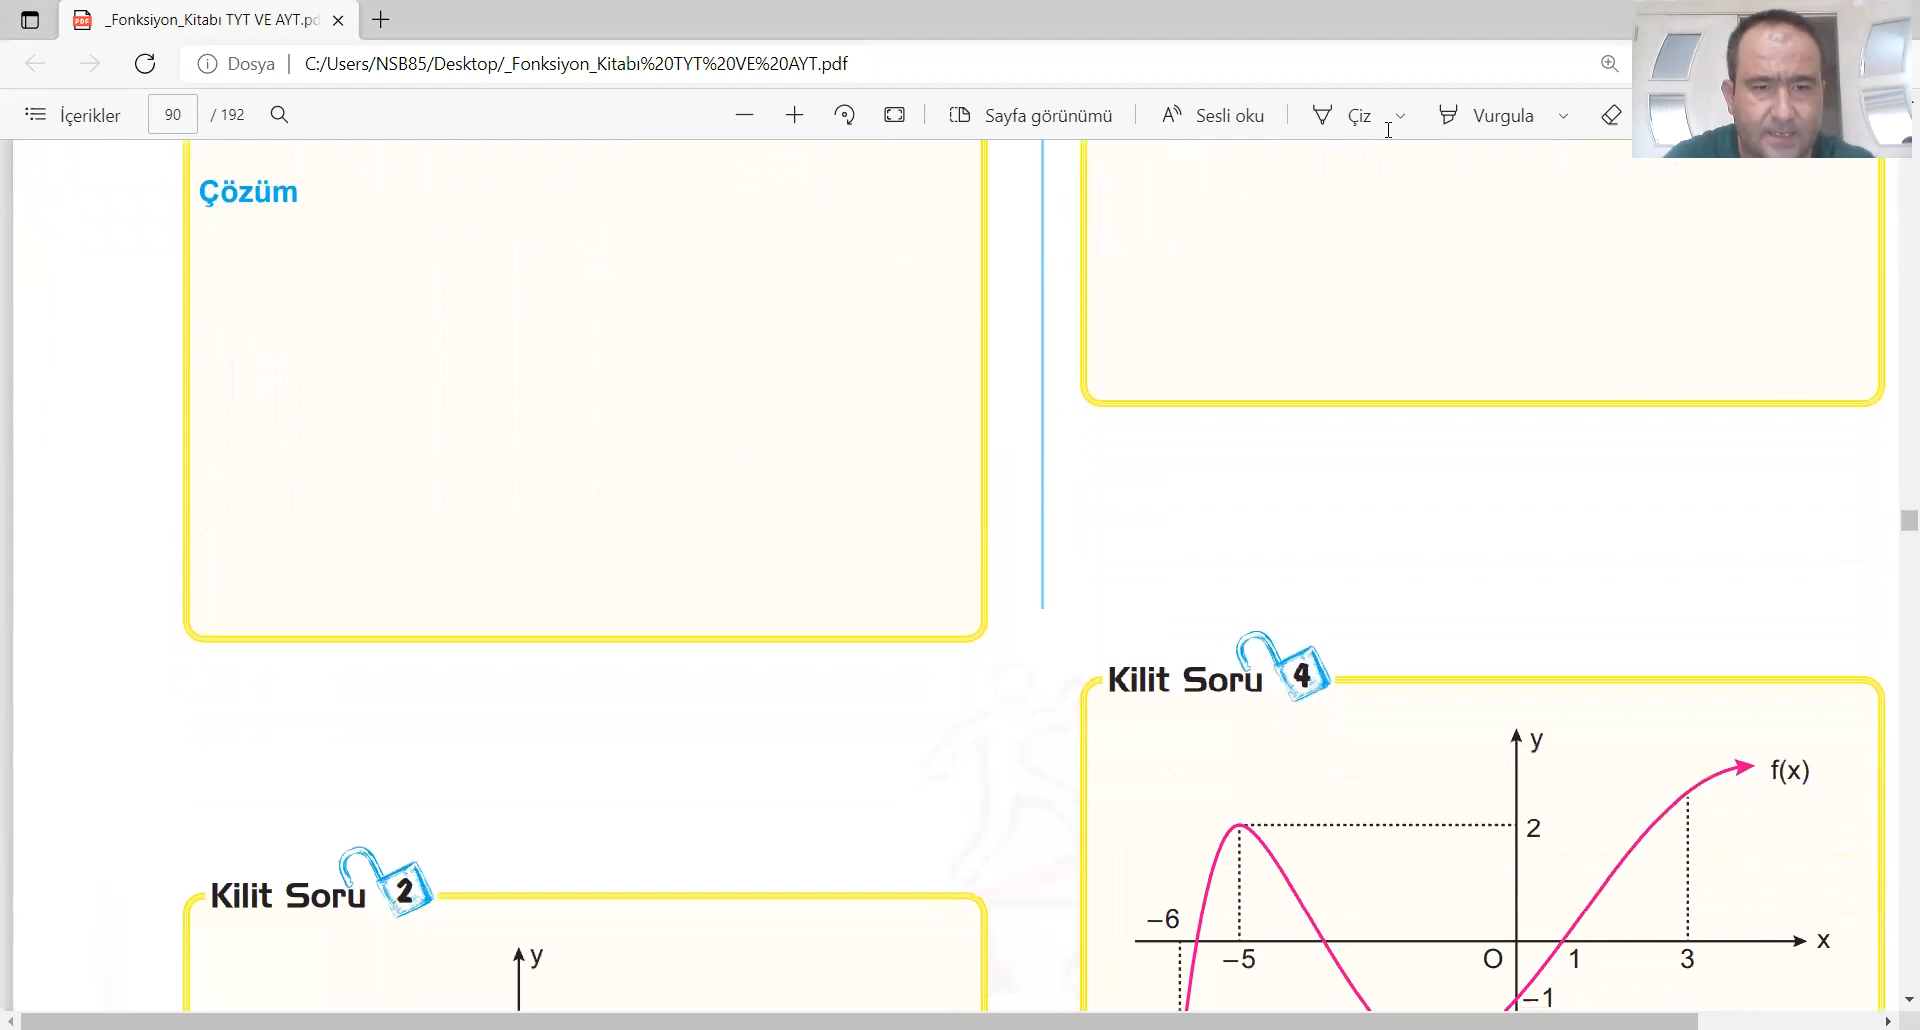 _Fonksiyon_Kitabı TYT VE AYT.pd
Dosya
C:/Users/NSB85/Desktop/_Fonksiyon_Kitabı%20TYT%20VE%20AYT.pdf
İçerikler
90
/ 192
Sayfa görünümü
Sesli oku
Çiz
Vurgula
Çözüm
Kilit Soru 2
y
Kilit Soru 4
y
f(x)
2
–6
x
–5
O
1
3
–1